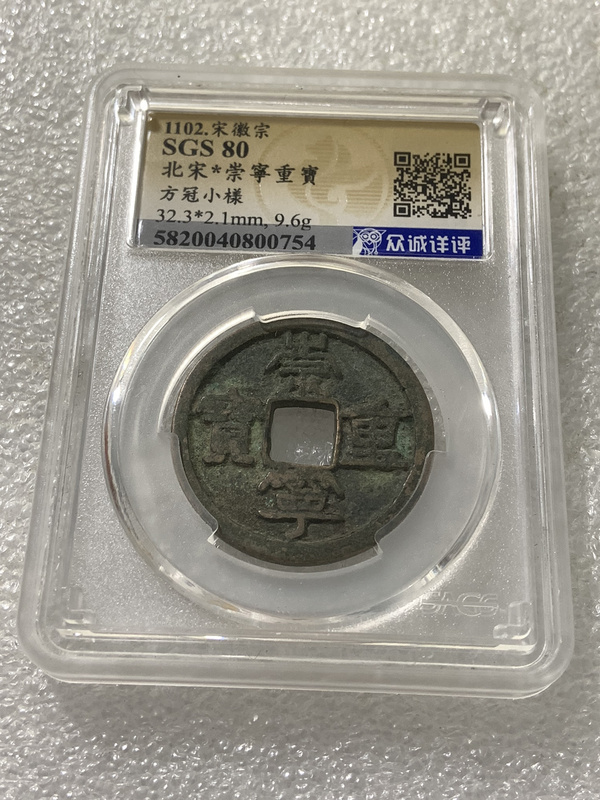 1102.宋徽宗
SGS 80
北宋*崇寧重寶
方冠小樣
32.3*2.1mm, 9.6g
5820040800754
众诚详评
崇
寶 重
寧